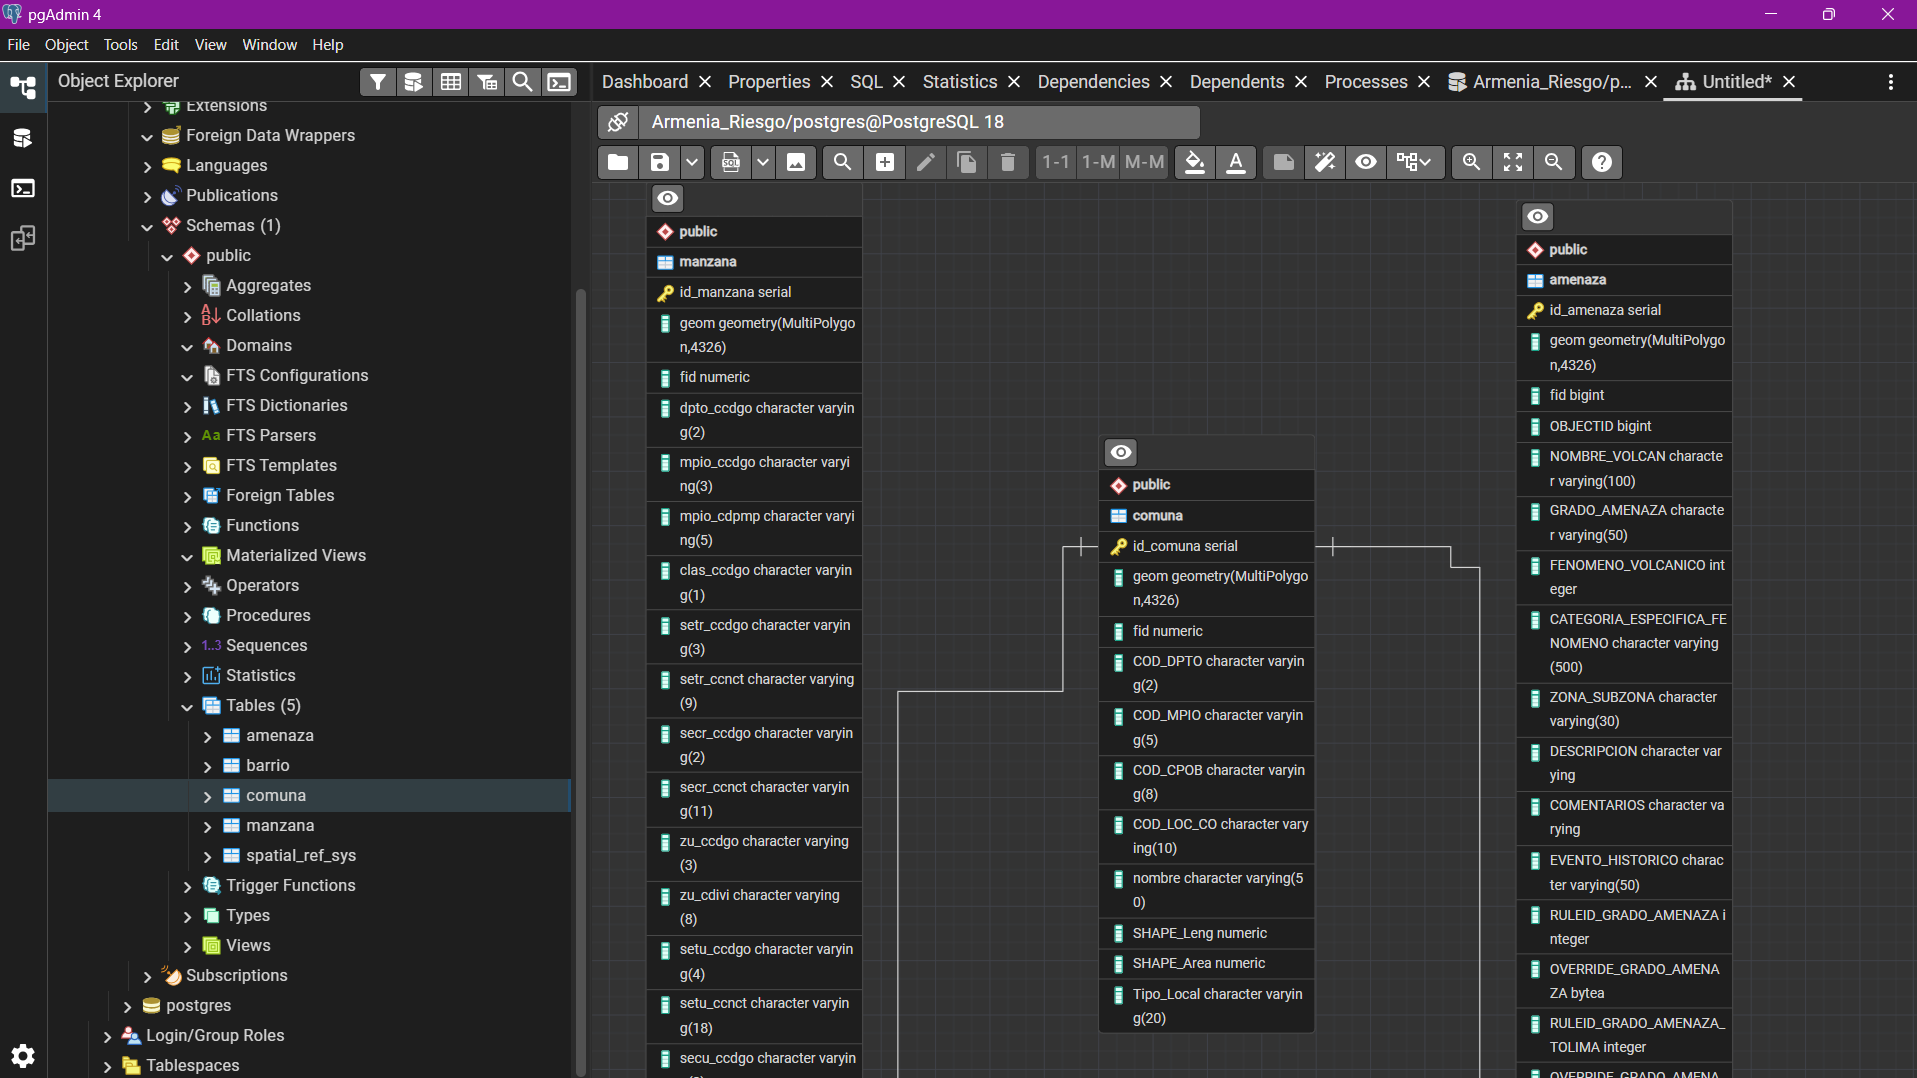 pgAdmin 4
File Object Tools Edit View Window Help
Object Explorer
Extensions
Foreign Data Wrappers
Languages
Publications
Schemas (1)
public
Aggregates
Collations
Domains
FTS Configurations
FTS Dictionaries
FTS Parsers
FTS Templates
Foreign Tables
Functions
Materialized Views
Operators
Procedures
Sequences
Statistics
Tables (5)
amenaza
barrio
comuna
manzana
spatial_ref_sys
Trigger Functions
Types
Views
Subscriptions
postgres
Login/Group Roles
Tablespaces
Dashboard Properties SQL Statistics Dependencies Dependents Processes Armenia_Riesgo/p... Untitled*
Armenia_Riesgo/postgres@PostgreSQL 18
1-1 1-M M-M
public
manzana
id_manzana serial
geom geometry(MultiPolygo
n,4326)
fid numeric
dpto_ccdgo character varyin
g(2)
mpio_ccdgo character varyi
ng(3)
mpio_cdpmp character varyi
ng(5)
clas_ccdgo character varyin
g(1)
setr_ccdgo character varyin
g(3)
setr_ccnct character varying
(9)
secr_ccdgo character varyin
g(2)
secr_ccnct character varyin
g(11)
zu_ccdgo character varying
(3)
zu_cdivi character varying
(8)
setu_ccdgo character varyin
g(4)
setu_ccnct character varyin
g(18)
secu_ccdgo character varyin
public
comuna
id_comuna serial
geom geometry(MultiPolygo
n,4326)
fid numeric
COD_DPTO character varyin
g(2)
COD_MPIO character varyin
g(5)
COD_CPOB character varyin
g(8)
COD_LOC_CO character vary
ing(10)
nombre character varying(5
0)
SHAPE_Leng numeric
SHAPE_Area numeric
Tipo_Local character varyin
g(20)
public
amenaza
id_amenaza serial
geom geometry(MultiPolygo
n,4326)
fid bigint
OBJECTID bigint
NOMBRE_VOLCAN characte
r varying(100)
GRADO_AMENAZA characte
r varying(50)
FENOMENO_VOLCANICO int
eger
CATEGORIA_ESPECIFICA_FE
NOMENO character varying
(500)
ZONA_SUBZONA character
varying(30)
DESCRIPCION character var
ying
COMENTARIOS character va
rying
EVENTO_HISTORICO charac
ter varying(50)
RULEID_GRADO_AMENAZA i
nteger
OVERRIDE_GRADO_AMENA
ZA bytea
RULEID_GRADO_AMENAZA_
TOLIMA integer
OVERRIDE_GRADO_AMENA